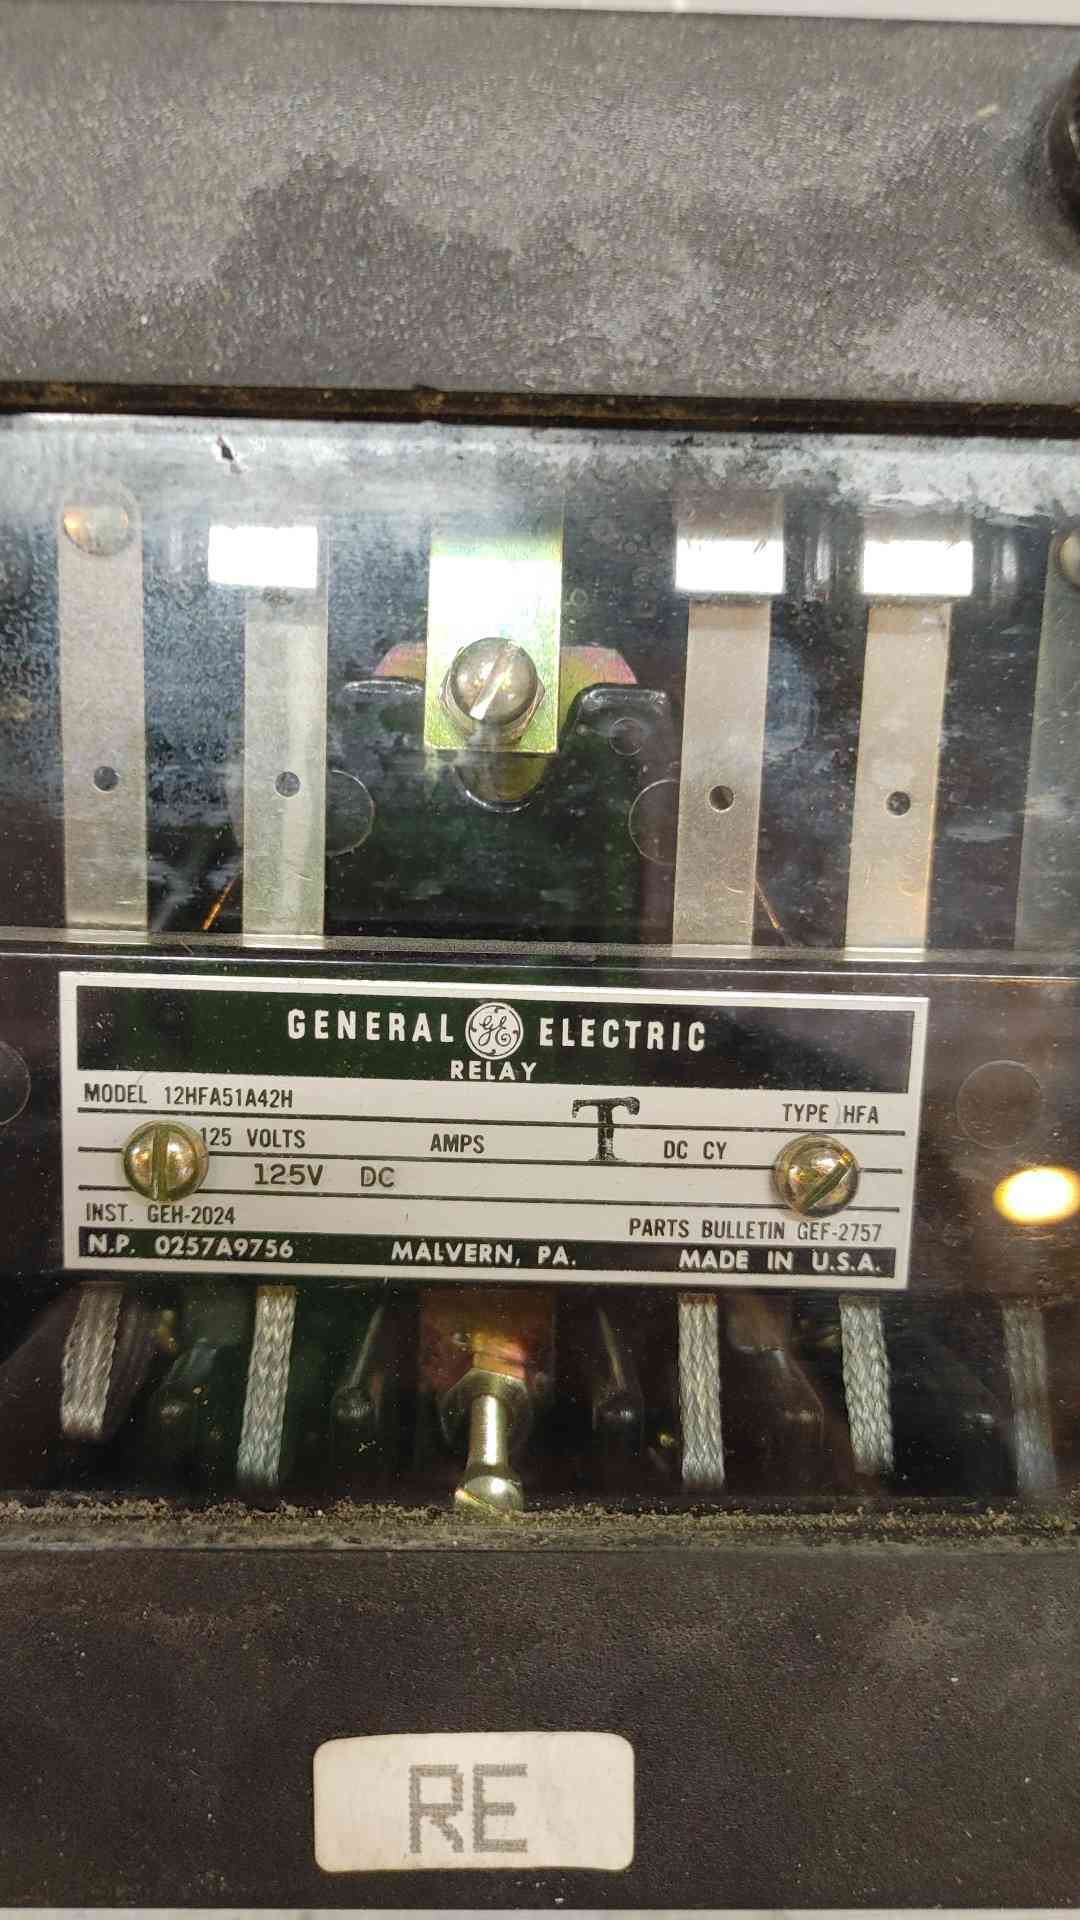 GENERAL GE ELECTRIC
RELAY
MODEL 12HFA51A42H TYPE HFA
125 VOLTS AMPS T DC CY
125V DC
INST. GEH-2024 PARTS BULLETIN GEF-2757
N.P. 0257A9756 MALVERN, PA. MADE IN U.S.A.
RE